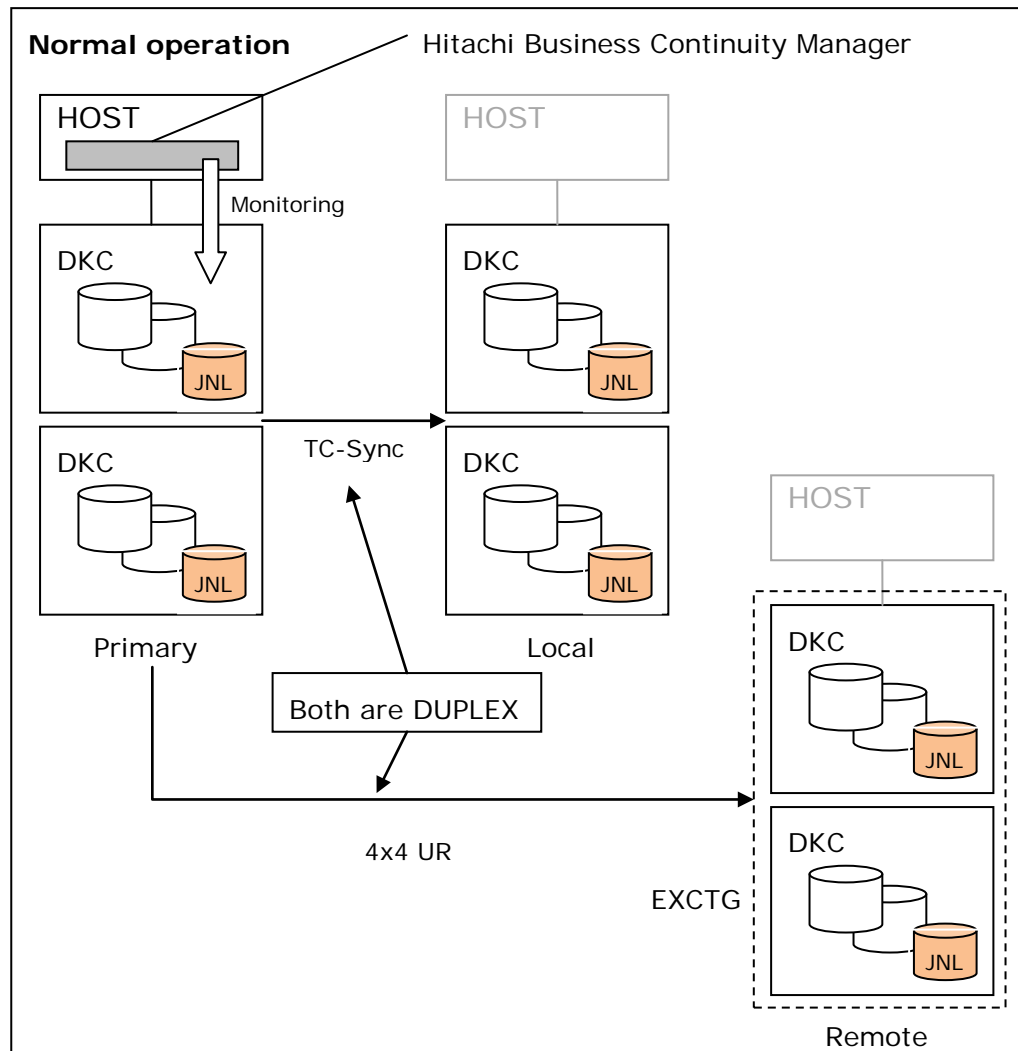 Normal operation
Hitachi Business Continuity Manager
HOST
HOST
Monitoring
DKC
DKC
JNL
JNL
TC-Sync
DKC
DKC
HOST
JNL
JNL
Primary
Local
DKC
Both are DUPLEX
JNL
4x4 UR
DKC
EXCTG
JNL
Remote